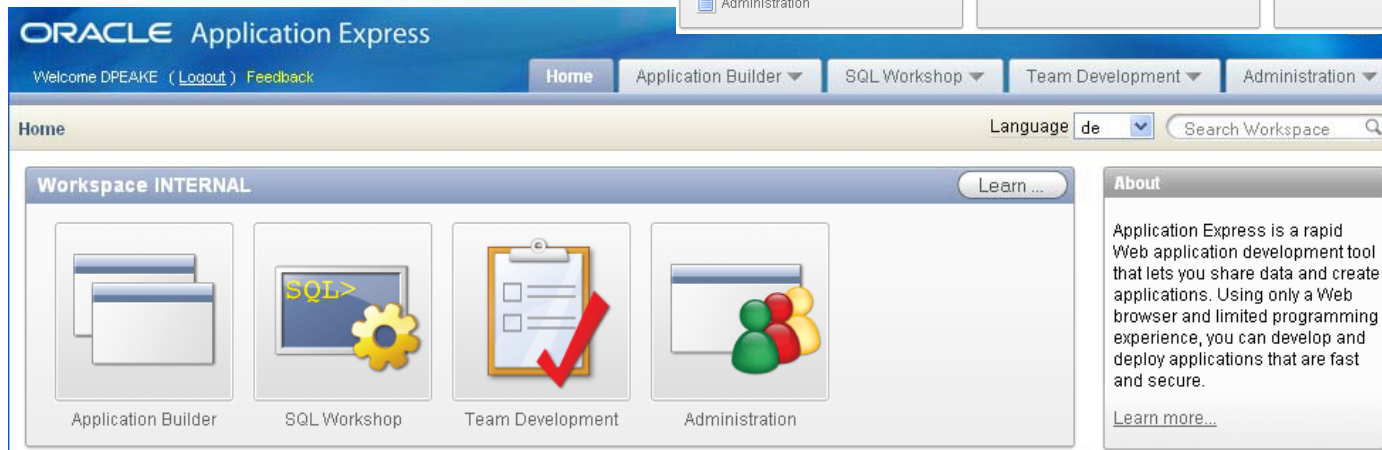 Administration
ORACLE Application Express
Welcome DPEAKE ( Logout ) Feedback
Home Application Builder SQL Workshop Team Development Administration
Home Language de Search Workspace
Workspace INTERNAL Learn ... About
Application Express is a rapid
Web application development tool
that lets you share data and create
applications. Using only a Web
browser and limited programming
experience, you can develop and
deploy applications that are fast
and secure.
Learn more...
SQL>
Application Builder SQL Workshop Team Development Administration